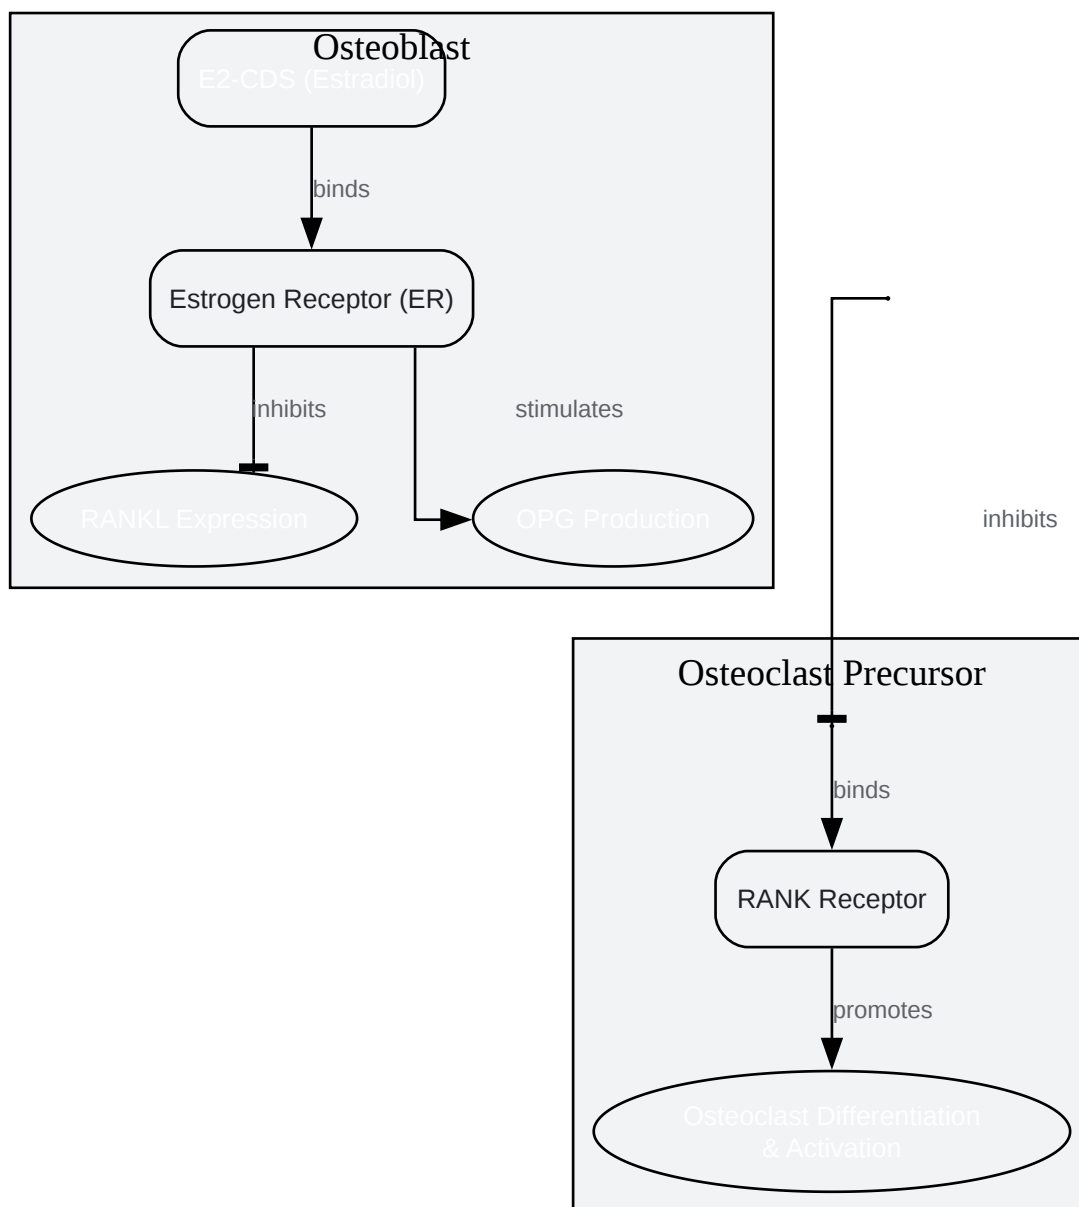 Osteoblast
E2-CDS (Estradiol)
binds
Estrogen Receptor (ER)
inhibits
stimulates
RANKL Expression
OPG Production
inhibits
Osteoclast Precursor
binds
RANK Receptor
promotes
Osteoclast Differentiation
& Activation